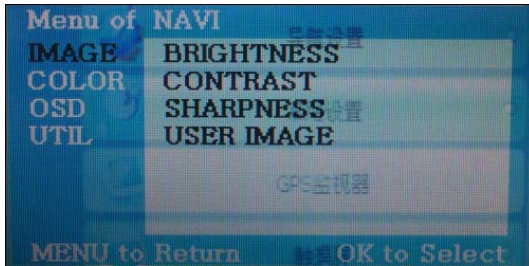 Menu of NAVI
IMAGE BRIGHTNESS
COLOR CONTRAST
OSD SHARPNESS
UTIL USER IMAGE
GPS监视器
MENU to Return OK to Select